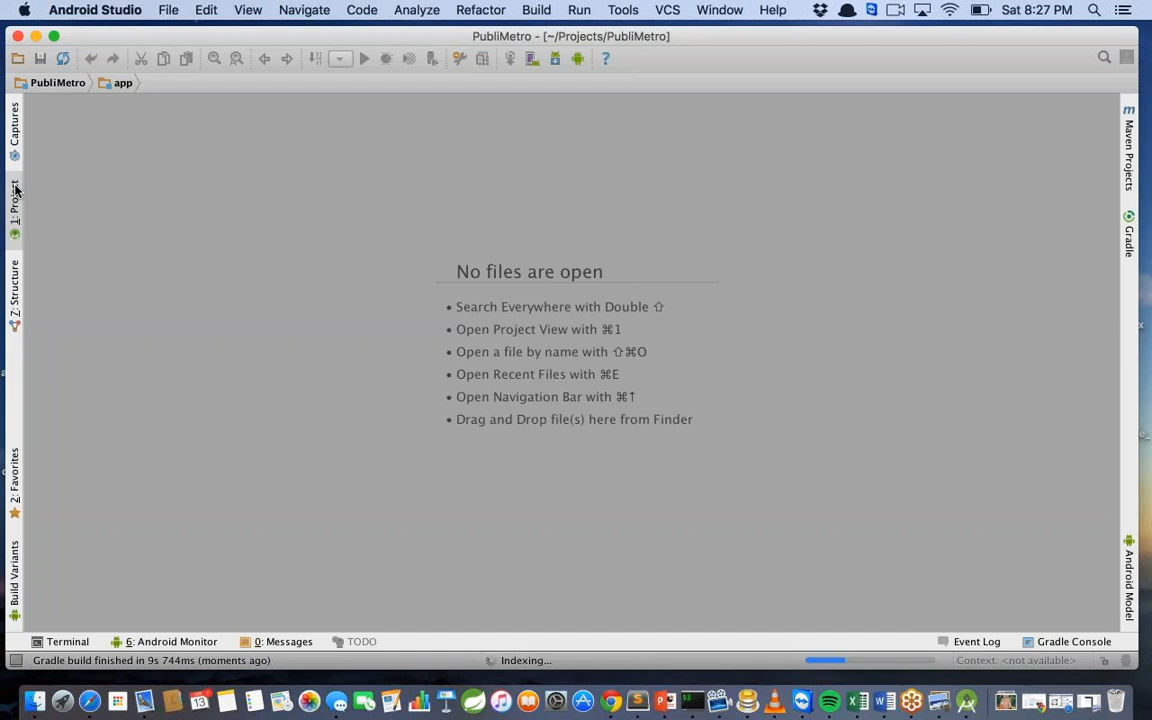 Android Studio File Edit View Navigate Code Analyze Refactor Build Run Tools VCS Window Help Sat 8:27 PM
PubliMetro - [~/Projects/PubliMetro]
PubliMetro app
Captures
1: Project
7: Structure
2: Favorites
Build Variants
No files are open
• Search Everywhere with Double ⇧
• Open Project View with ⌘1
• Open a file by name with ⇧⌘O
• Open Recent Files with ⌘E
• Open Navigation Bar with ⌘↑
• Drag and Drop file(s) here from Finder
Maven Projects
Gradle
Android Model
Terminal 6: Android Monitor 0: Messages TODO Event Log Gradle Console
Gradle build finished in 9s 744ms (moments ago) Indexing... Context: <not available>
13